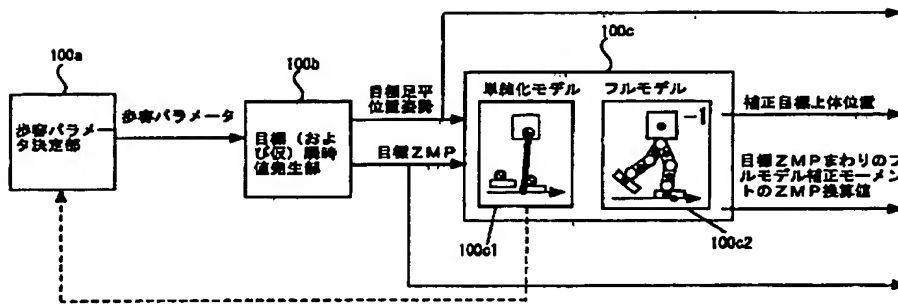 100a
歩容パラメー
タ決定部
歩容パラメータ
100b
目標(および仮)瞬時
値発生部
目標足平
位置姿勢
目標ZMP
100c
単純化モデル
フルモデル
-1
100c1
100c2
補正目標上体位置
目標ZMPまわりのフ
ルモデル補正モーメン
トのZMP換算値